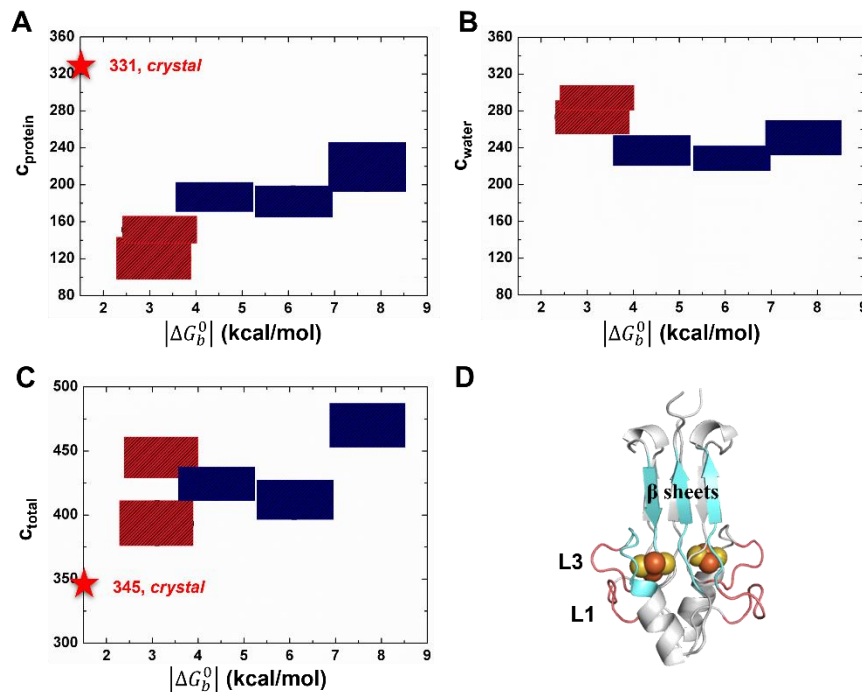 A
360
320
280
240
200
160
120
80
c_protein
331, crystal
2 3 4 5 6 7 8 9
|ΔG_b^0| (kcal/mol)
B
360
320
280
240
200
160
120
80
c_water
2 3 4 5 6 7 8 9
|ΔG_b^0| (kcal/mol)
C
500
450
400
350
300
c_total
345, crystal
2 3 4 5 6 7 8 9
|ΔG_b^0| (kcal/mol)
D
β sheets
L3
L1